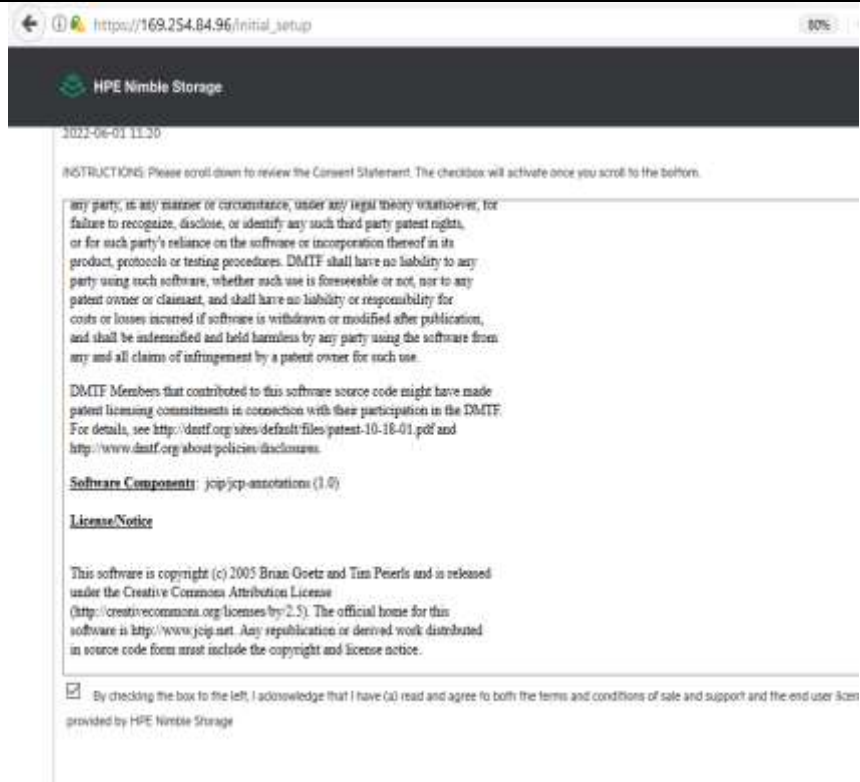 https://169.254.84.96/initial_setup
80%
HPE Nimble Storage
2022-06-01 11:20
INSTRUCTIONS: Please scroll down to review the Consent Statement. The checkbox will activate once you scroll to the bottom.
any party, in any manner or circumstance, under any legal theory whatsoever, for
failure to recognize, disclose, or identify any such third party patent rights,
or for such party's reliance on the software or incorporation thereof in its
product, protocols or testing procedures. DMTF shall have no liability to any
party using such software, whether such use is foreseeable or not, nor to any
patent owner or claimant, and shall have no liability or responsibility for
costs or losses incurred if software is withdrawn or modified after publication,
and shall be indemnified and held harmless by any party using the software from
any and all claims of infringement by a patent owner for such use.
DMTF Members that contributed to this software source code might have made
patent licensing commitments in connection with their participation in the DMTF.
For details, see http://dmtf.org/sites/default/files/patent-10-18-01.pdf and
http://www.dmtf.org/about/policies/disclosures.
Software Components: jcip/jcp-annotations (1.0)
License/Notice
This software is copyright (c) 2005 Brian Goetz and Tim Peierls and is released
under the Creative Commons Attribution License
(http://creativecommons.org/licenses/by/2.5). The official home for this
software is http://www.jcip.net. Any republication or derived work distributed
in source code form must include the copyright and license notice.
By checking the box to the left, I acknowledge that I have (a) read and agree to both the terms and conditions of sale and support and the end user licen
provided by HPE Nimble Storage